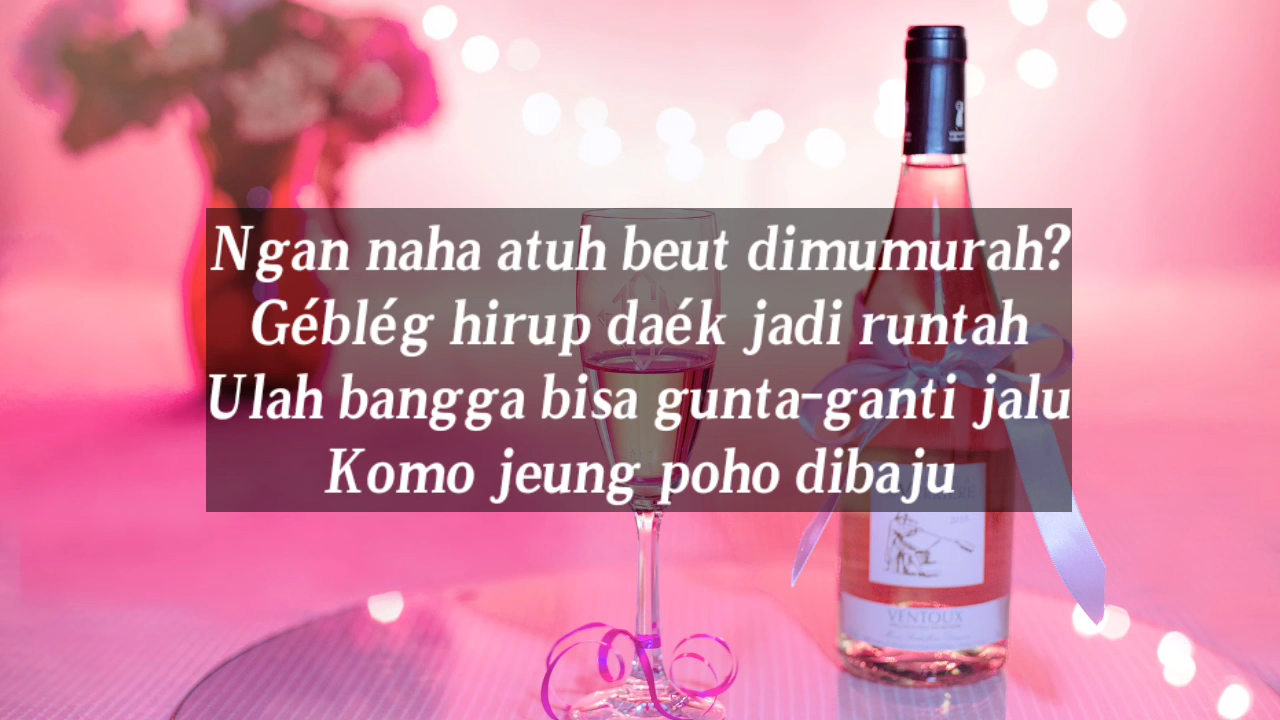 Ngan naha atuh beut dimumurah?
Géblég hirup daék jadi runtah
Ulah bangga bisa gunta-ganti jalu
Komo jeung poho dibaju
VENTOUX